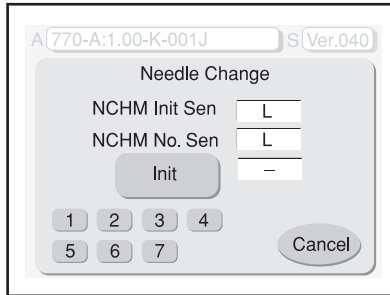 A 770-A:1.00-K-001J S Ver.040
Needle Change
NCHM Init Sen L
NCHM No. Sen L
Init –
1 2 3 4
5 6 7
Cancel